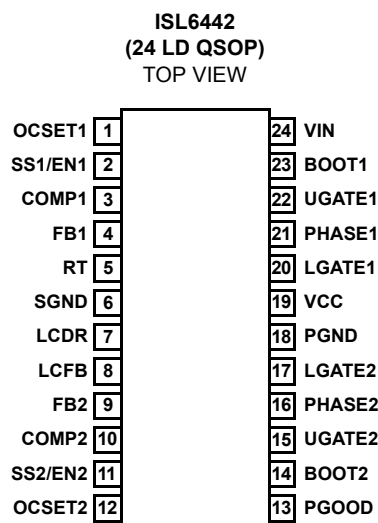 ISL6442
(24 LD QSOP)
TOP VIEW
OCSET1 1 24 VIN
SS1/EN1 2 23 BOOT1
COMP1 3 22 UGATE1
FB1 4 21 PHASE1
RT 5 20 LGATE1
SGND 6 19 VCC
LCDR 7 18 PGND
LCFB 8 17 LGATE2
FB2 9 16 PHASE2
COMP2 10 15 UGATE2
SS2/EN2 11 14 BOOT2
OCSET2 12 13 PGOOD